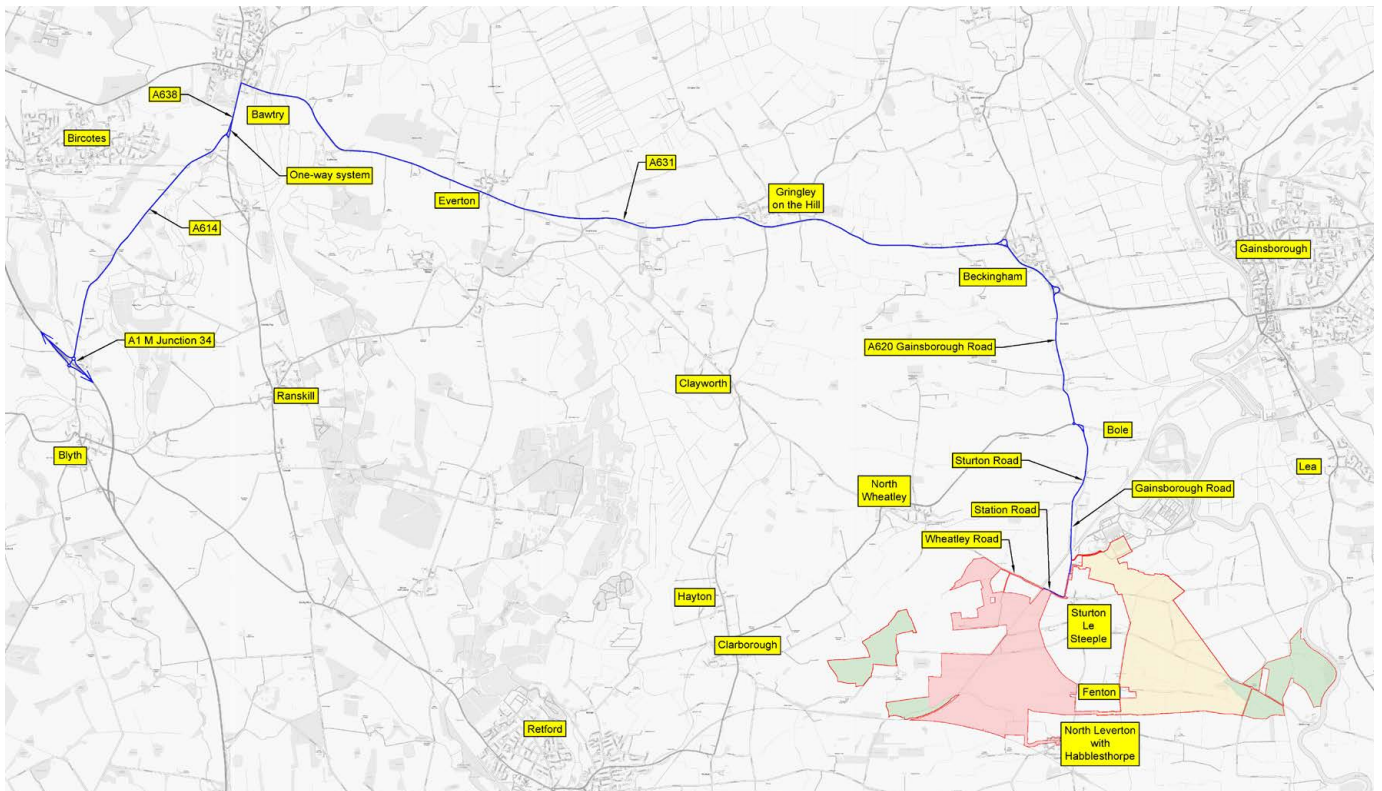 A638
Bawtry
Bircotes
One-way system
A631
Everton
Gringley
on the Hill
A614
Gainsborough
Beckingham
A1 M Junction 34
A620 Gainsborough Road
Clayworth
Ranskill
Bole
Blyth
Sturton Road
Lea
North
Wheatley
Gainsborough Road
Station Road
Wheatley Road
Hayton
Sturton
Le
Steeple
Clarborough
Fenton
Retford
North Leverton
with
Habblesthorpe